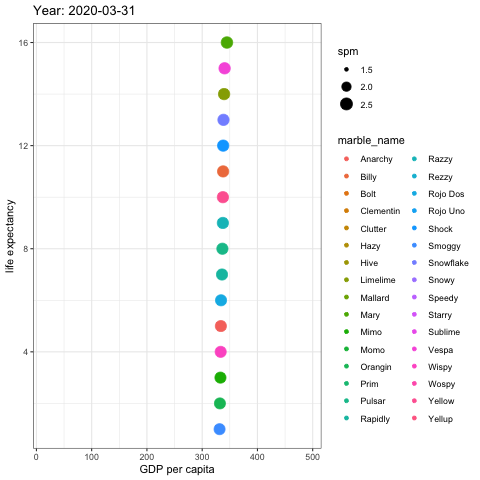 Year: 2020-03-31
16
12
8
4
life expectancy
0
100
200
300
400
500
GDP per capita
spm
1.5
2.0
2.5
marble_name
Anarchy
Billy
Bolt
Clementin
Clutter
Hazy
Hive
Limelime
Mallard
Mary
Mimo
Momo
Orangin
Prim
Pulsar
Rapidly
Razzy
Rezzy
Rojo Dos
Rojo Uno
Shock
Smoggy
Snowflake
Snowy
Speedy
Starry
Sublime
Vespa
Wispy
Wospy
Yellow
Yellup